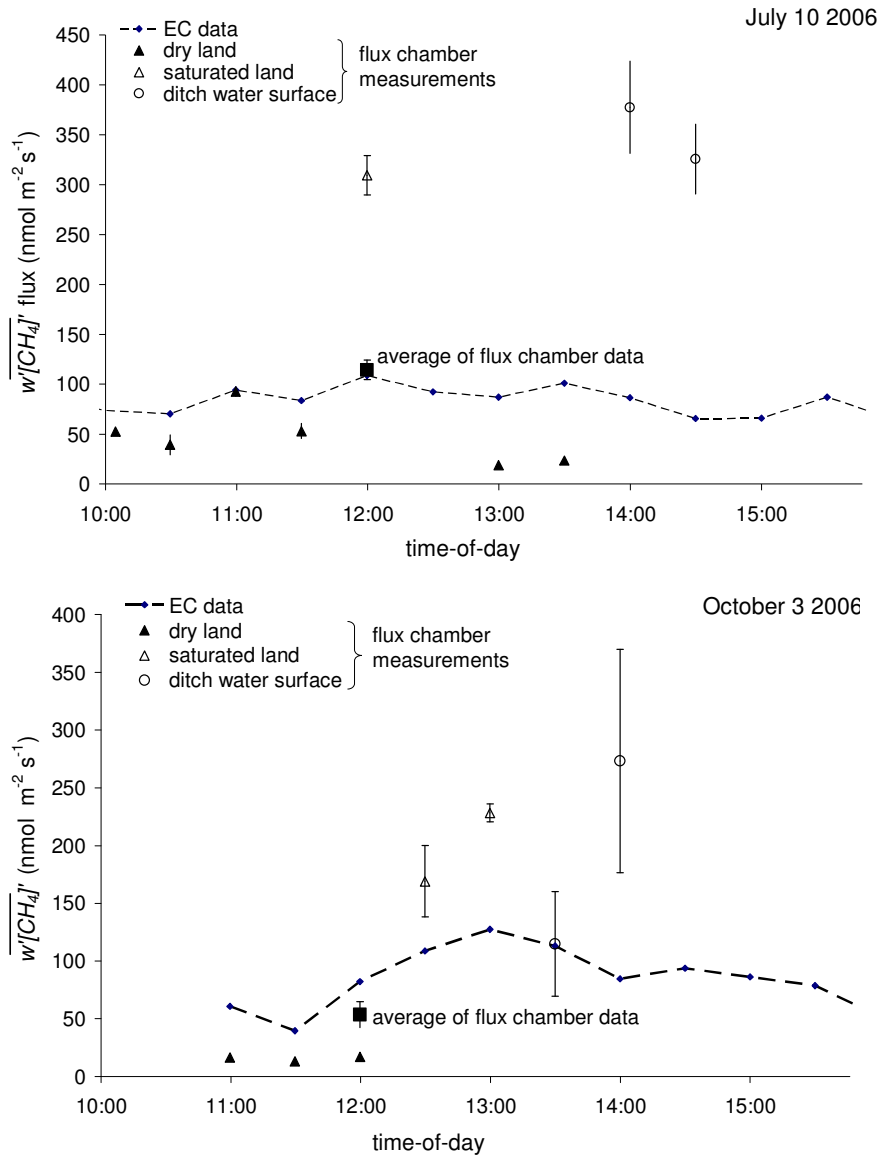 July 10 2006
EC data
dry land
saturated land
ditch water surface
flux chamber
measurements
450
400
350
300
250
200
150
100
50
0
w'[CH₄]' flux (nmol m⁻² s⁻¹)
average of flux chamber data
10:00 11:00 12:00 13:00 14:00 15:00
time-of-day
October 3 2006
EC data
dry land
saturated land
ditch water surface
flux chamber
measurements
400
350
300
250
200
150
100
50
0
w'[CH₄]' (nmol m⁻² s⁻¹)
average of flux chamber data
10:00 11:00 12:00 13:00 14:00 15:00
time-of-day